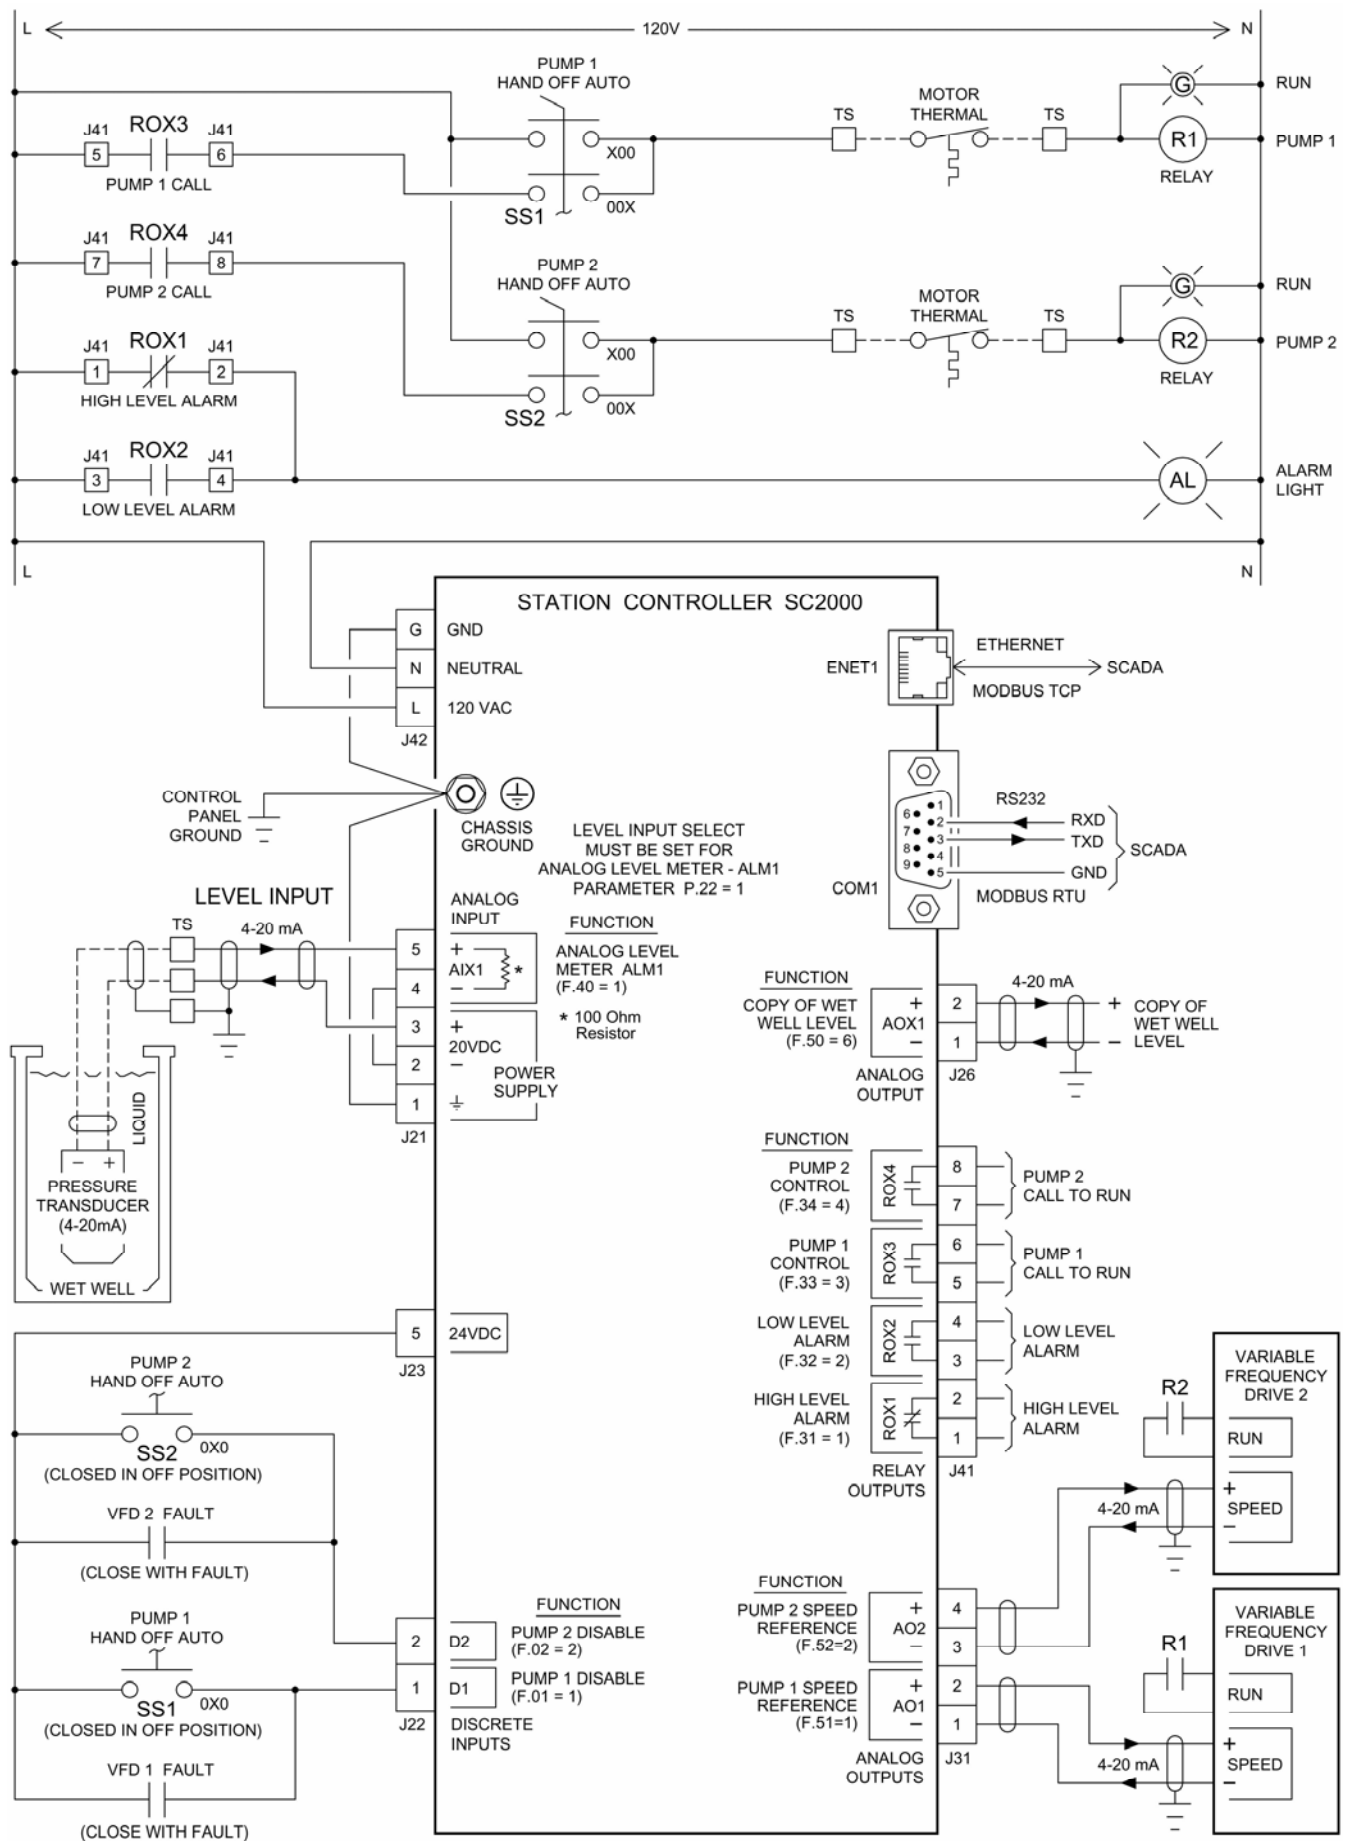 L 120V N
PUMP 1
HAND OFF AUTO
X00
00X
SS1
J41 ROX3 J41
5 6
PUMP 1 CALL
TS MOTOR THERMAL TS
G RUN
R1 PUMP 1
RELAY
J41 ROX4 J41
7 8
PUMP 2 CALL
PUMP 2
HAND OFF AUTO
X00
00X
SS2
TS MOTOR THERMAL TS
G RUN
R2 PUMP 2
RELAY
J41 ROX1 J41
1 2
HIGH LEVEL ALARM
J41 ROX2 J41
3 4
LOW LEVEL ALARM
AL ALARM LIGHT
L N
STATION CONTROLLER SC2000
G GND
N NEUTRAL
L 120 VAC
J42
ENET1
ETHERNET
SCADA
MODBUS TCP
CONTROL
PANEL
GROUND
CHASSIS
GROUND
LEVEL INPUT SELECT
MUST BE SET FOR
ANALOG LEVEL METER - ALM1
PARAMETER P.22 = 1
COM1
1
6
2
7
3
8
4
9
5
RS232
RXD
TXD
GND
SCADA
MODBUS RTU
LEVEL INPUT
TS 4-20 mA
ANALOG
INPUT
5 +
AIX1 *
4 –
3 +
20VDC
2 –
1
POWER
SUPPLY
J21
FUNCTION
ANALOG LEVEL
METER ALM1
(F.40 = 1)
* 100 Ohm
Resistor
LIQUID
– +
PRESSURE
TRANSDUCER
(4-20mA)
WET WELL
FUNCTION
COPY OF WET
WELL LEVEL
(F.50 = 6)
+ 2
AOX1
– 1
ANALOG
OUTPUT
J26
4-20 mA
+
–
COPY OF
WET WELL
LEVEL
FUNCTION
PUMP 2
CONTROL
(F.34 = 4)
ROX4
8
7
PUMP 2
CALL TO RUN
PUMP 1
CONTROL
(F.33 = 3)
ROX3
6
5
PUMP 1
CALL TO RUN
LOW LEVEL
ALARM
(F.32 = 2)
ROX2
4
3
LOW LEVEL
ALARM
HIGH LEVEL
ALARM
(F.31 = 1)
ROX1
2
1
HIGH LEVEL
ALARM
RELAY
OUTPUTS
J41
5 24VDC
J23
PUMP 2
HAND OFF AUTO
SS2 0X0
(CLOSED IN OFF POSITION)
VFD 2 FAULT
(CLOSE WITH FAULT)
PUMP 1
HAND OFF AUTO
SS1 0X0
(CLOSED IN OFF POSITION)
VFD 1 FAULT
(CLOSE WITH FAULT)
FUNCTION
2 D2 PUMP 2 DISABLE
(F.02 = 2)
1 D1 PUMP 1 DISABLE
(F.01 = 1)
J22 DISCRETE
INPUTS
FUNCTION
PUMP 2 SPEED
REFERENCE
(F.52=2)
+ 4
AO2
– 3
PUMP 1 SPEED
REFERENCE
(F.51=1)
+ 2
AO1
– 1
ANALOG
OUTPUTS
J31
VARIABLE
FREQUENCY
DRIVE 2
R2
RUN
4-20 mA
+
SPEED
–
VARIABLE
FREQUENCY
DRIVE 1
R1
RUN
4-20 mA
+
SPEED
–